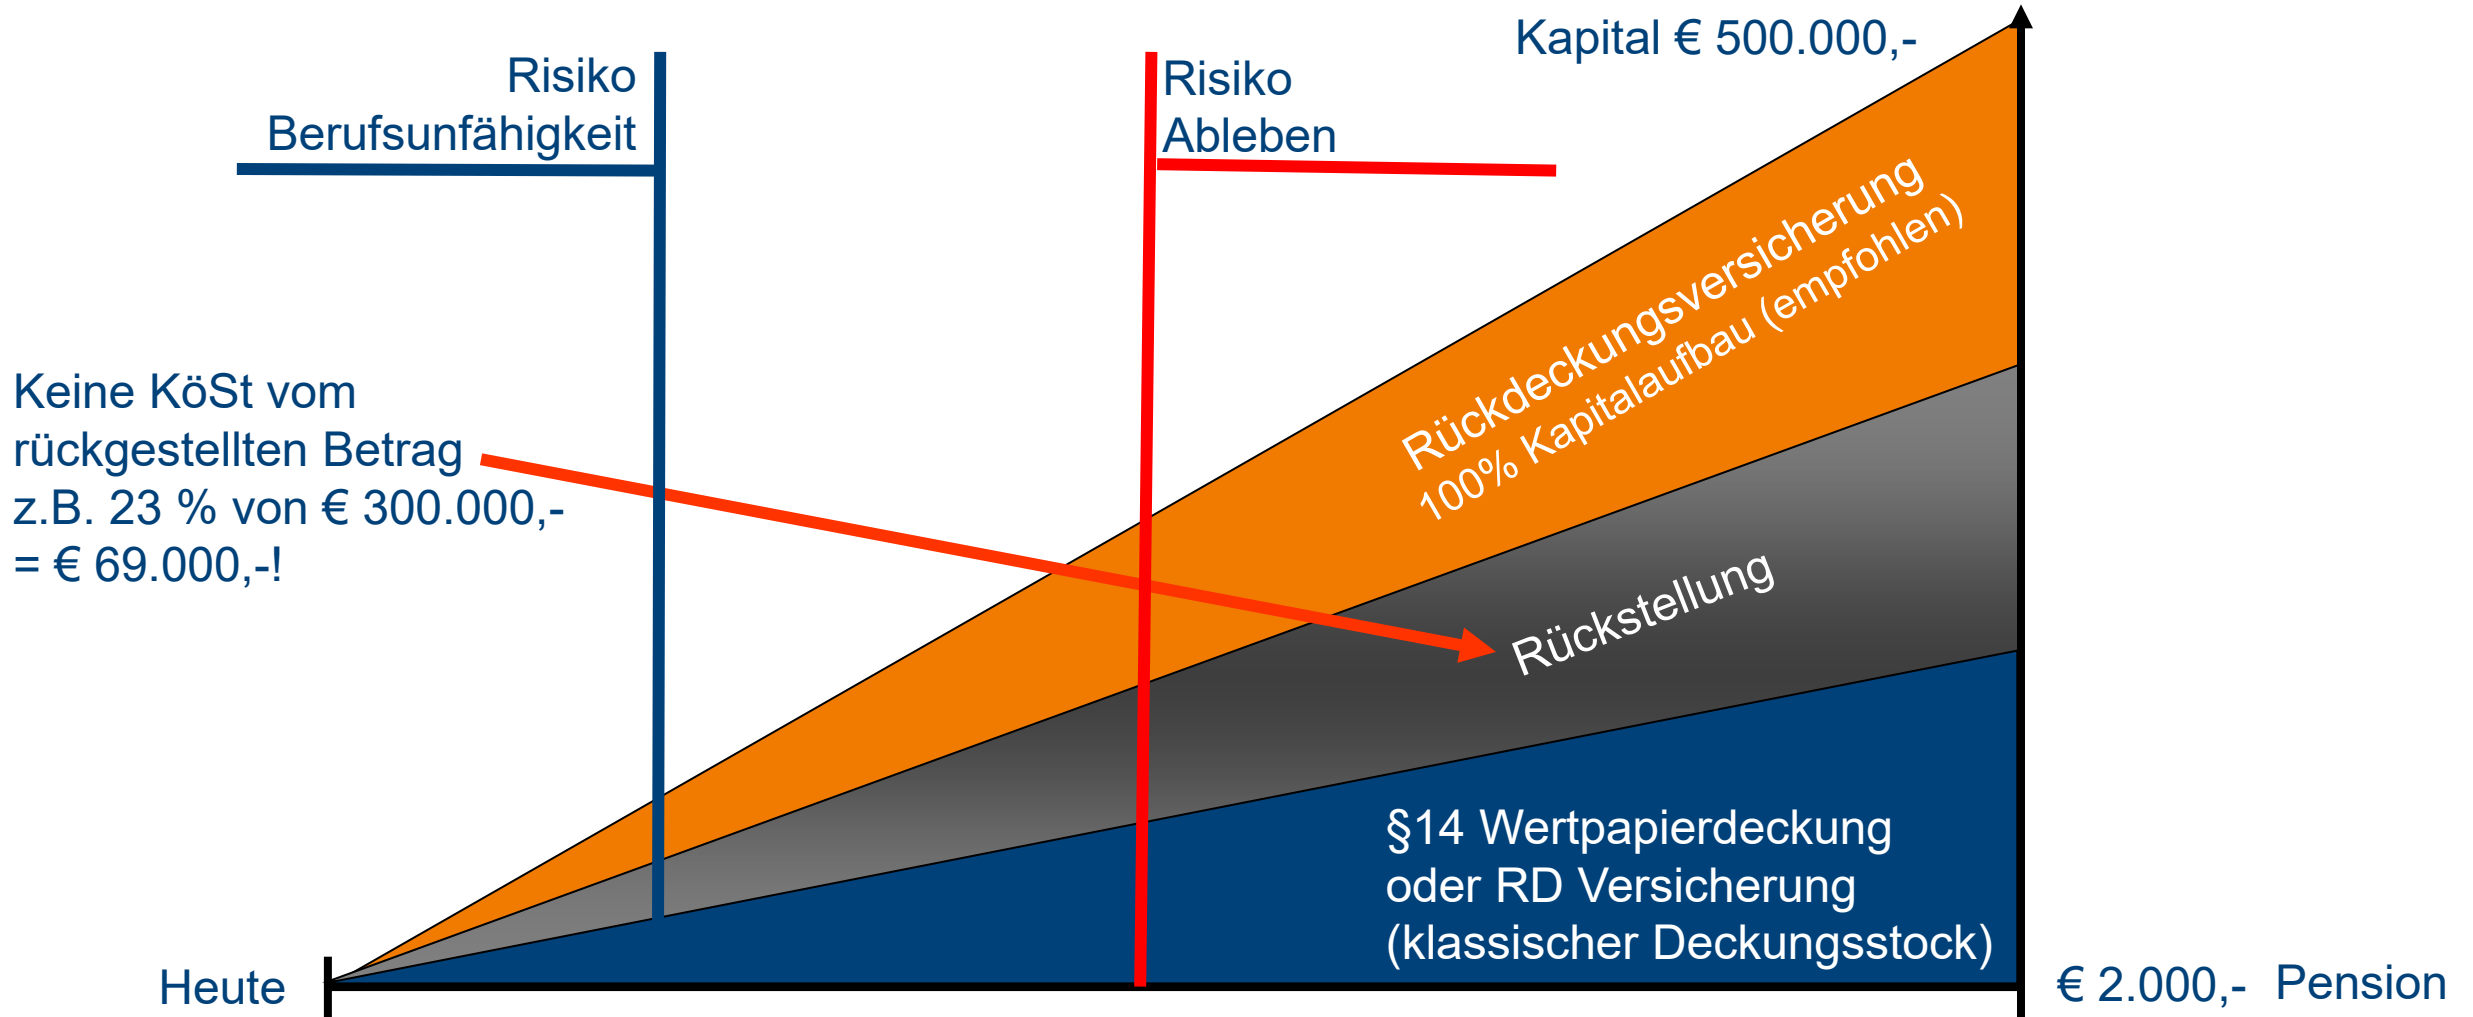 Kapital € 500.000,-
Risiko
Berufsunfähigkeit
Risiko
Ableben
Rückdeckungsversicherung
100% Kapitalaufbau (empfohlen)
Keine KöSt vom
rückgestellten Betrag
z.B. 23 % von € 300.000,-
= € 69.000,-!
Rückstellung
§14 Wertpapierdeckung
oder RD Versicherung
(klassischer Deckungsstock)
Heute
€ 2.000,- Pension